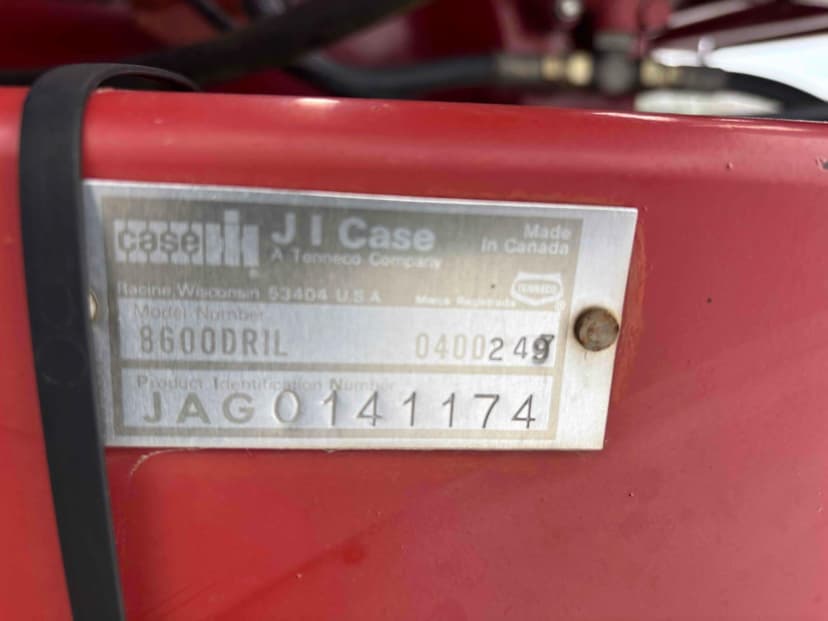 case IH J I Case Made
A Tenneco Company in Canada
Racine, Wisconsin 53404 U.S.A. Marca Registrada TENNECO ®
Model Number
8600DRIL 040024
Product Identification Number
JAG0141174